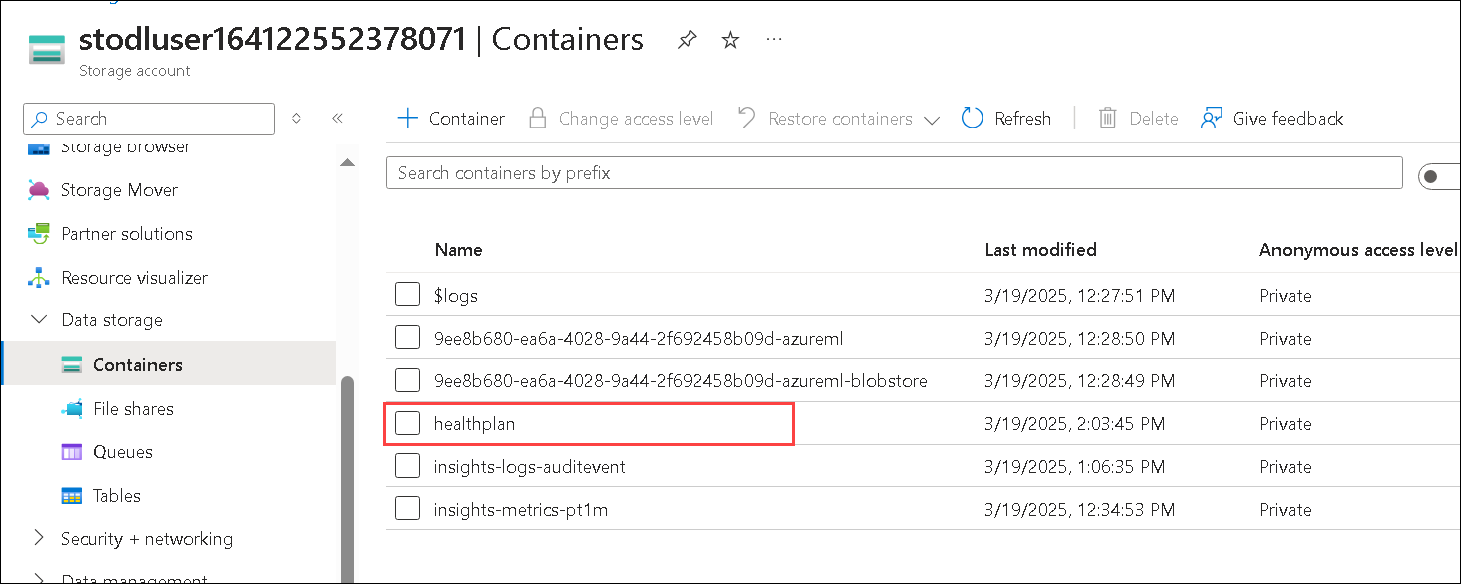 stodluser164122552378071 | Containers
Storage account
Search
Storage browser
Storage Mover
Partner solutions
Resource visualizer
Data storage
Containers
File shares
Queues
Tables
Security + networking
Data management
Container Change access level Restore containers Refresh Delete Give feedback
Search containers by prefix
Name Last modified Anonymous access level
$logs 3/19/2025, 12:27:51 PM Private
9ee8b680-ea6a-4028-9a44-2f692458b09d-azureml 3/19/2025, 12:28:50 PM Private
9ee8b680-ea6a-4028-9a44-2f692458b09d-azureml-blobstore 3/19/2025, 12:28:49 PM Private
healthplan 3/19/2025, 2:03:45 PM Private
insights-logs-auditevent 3/19/2025, 1:06:35 PM Private
insights-metrics-pt1m 3/19/2025, 12:34:53 PM Private